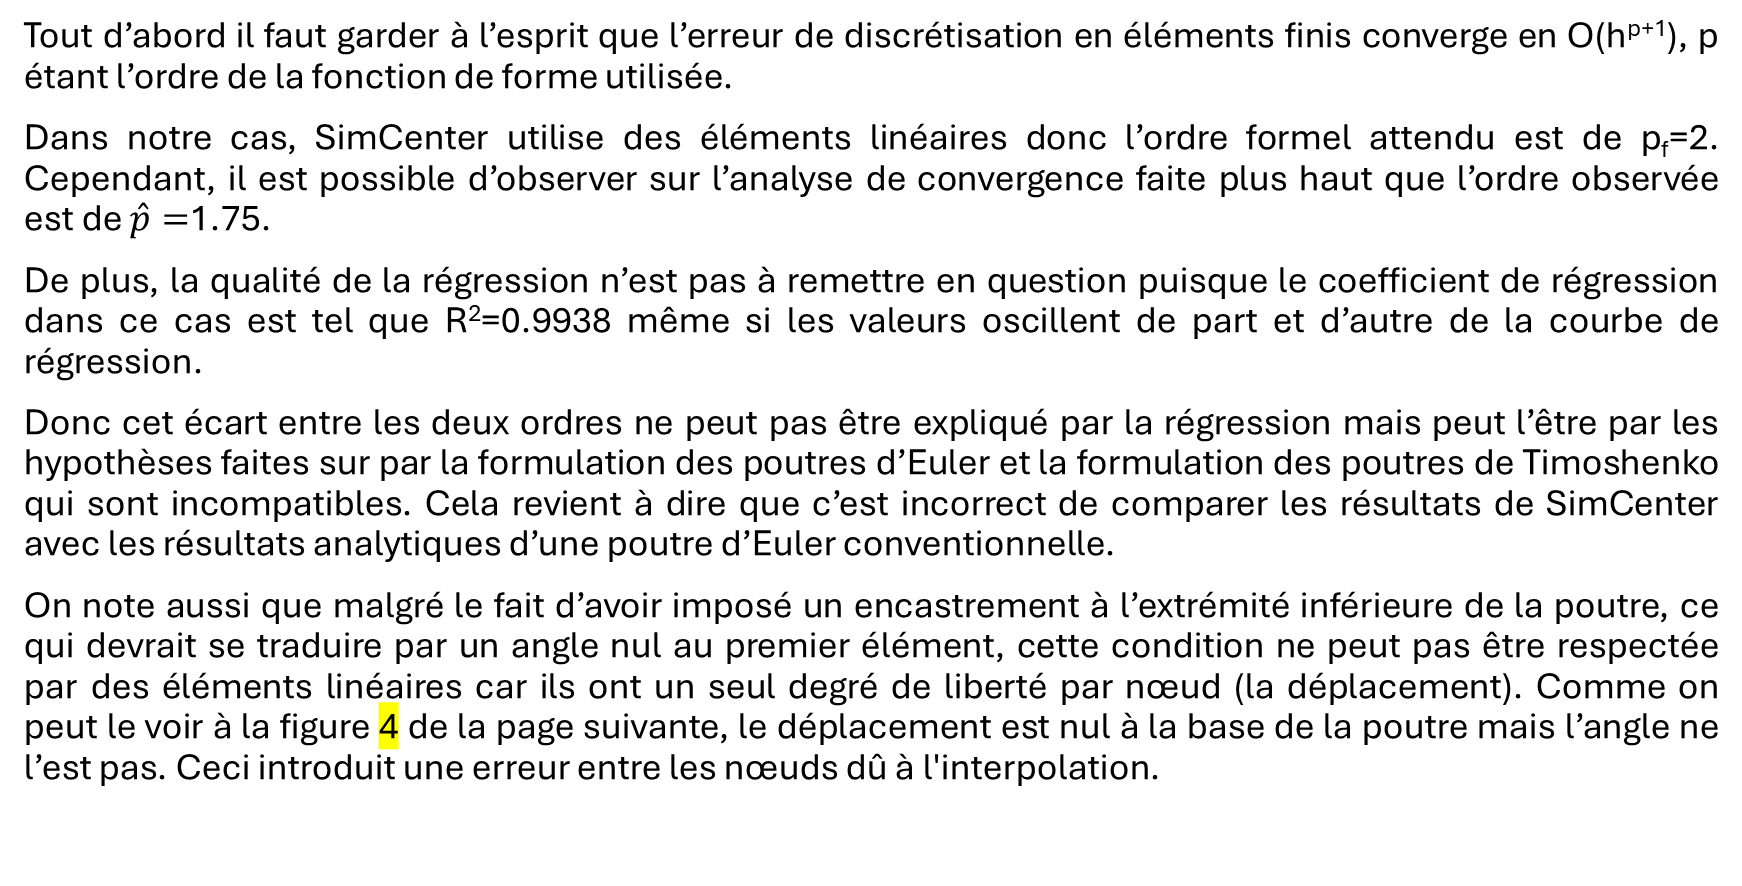 Tout d’abord il faut garder à l’esprit que l’erreur de discrétisation en éléments finis converge en O(hᵖ⁺¹), p
étant l’ordre de la fonction de forme utilisée.
Dans notre cas, SimCenter utilise des éléments linéaires donc l’ordre formel attendu est de p_f=2.
Cependant, il est possible d’observer sur l’analyse de convergence faite plus haut que l’ordre observée
est de p̂ =1.75.
De plus, la qualité de la régression n’est pas à remettre en question puisque le coefficient de régression
dans ce cas est tel que R²=0.9938 même si les valeurs oscillent de part et d’autre de la courbe de
régression.
Donc cet écart entre les deux ordres ne peut pas être expliqué par la régression mais peut l’être par les
hypothèses faites sur par la formulation des poutres d’Euler et la formulation des poutres de Timoshenko
qui sont incompatibles. Cela revient à dire que c’est incorrect de comparer les résultats de SimCenter
avec les résultats analytiques d’une poutre d’Euler conventionnelle.
On note aussi que malgré le fait d’avoir imposé un encastrement à l’extrémité inférieure de la poutre, ce
qui devrait se traduire par un angle nul au premier élément, cette condition ne peut pas être respectée
par des éléments linéaires car ils ont un seul degré de liberté par nœud (la déplacement). Comme on
peut le voir à la figure 4 de la page suivante, le déplacement est nul à la base de la poutre mais l’angle ne
l’est pas. Ceci introduit une erreur entre les nœuds dû à l'interpolation.